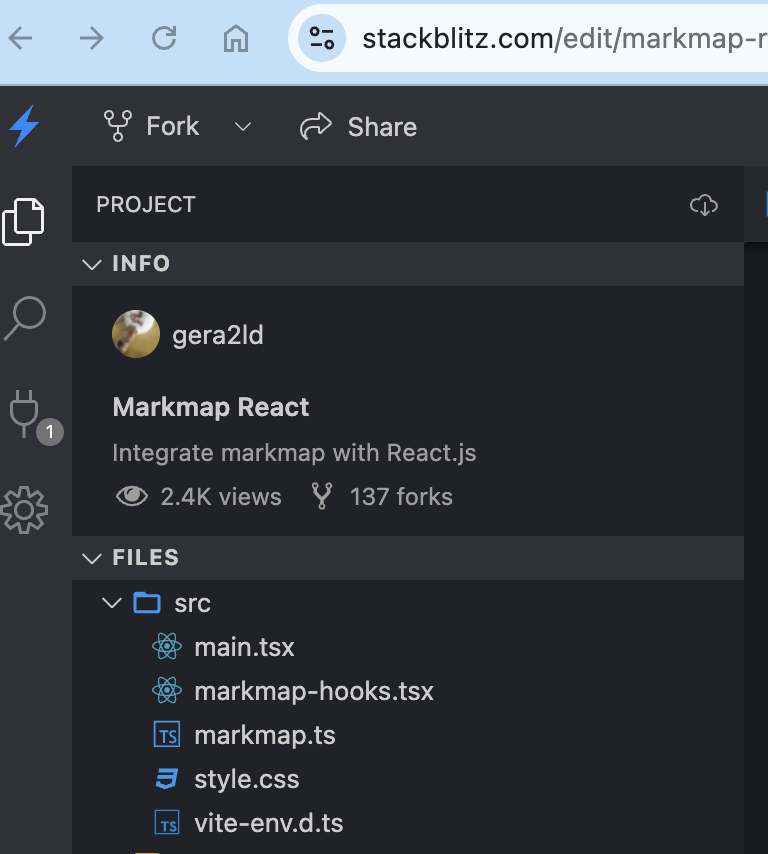 stackblitz.com/edit/markmap-r
Fork
Share
PROJECT
INFO
gera2ld
Markmap React
Integrate markmap with React.js
2.4K views 137 forks
1
FILES
src
main.tsx
markmap-hooks.tsx
TS markmap.ts
style.css
TS vite-env.d.ts